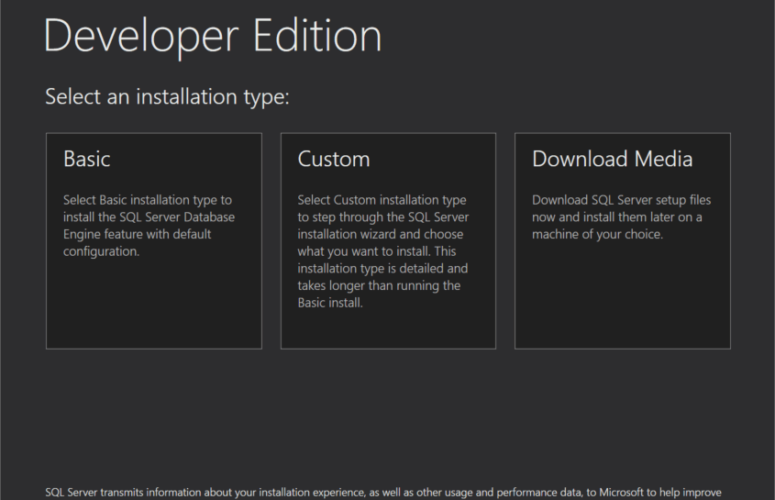 Developer Edition
Select an installation type:
Basic
Select Basic installation type to
install the SQL Server Database
Engine feature with default
configuration.
Custom
Select Custom installation type
to step through the SQL Server
installation wizard and choose
what you want to install. This
installation type is detailed and
takes longer than running the
Basic install.
Download Media
Download SQL Server setup files
now and install them later on a
machine of your choice.
SQL Server transmits information about your installation experience, as well as other usage and performance data, to Microsoft to help improve